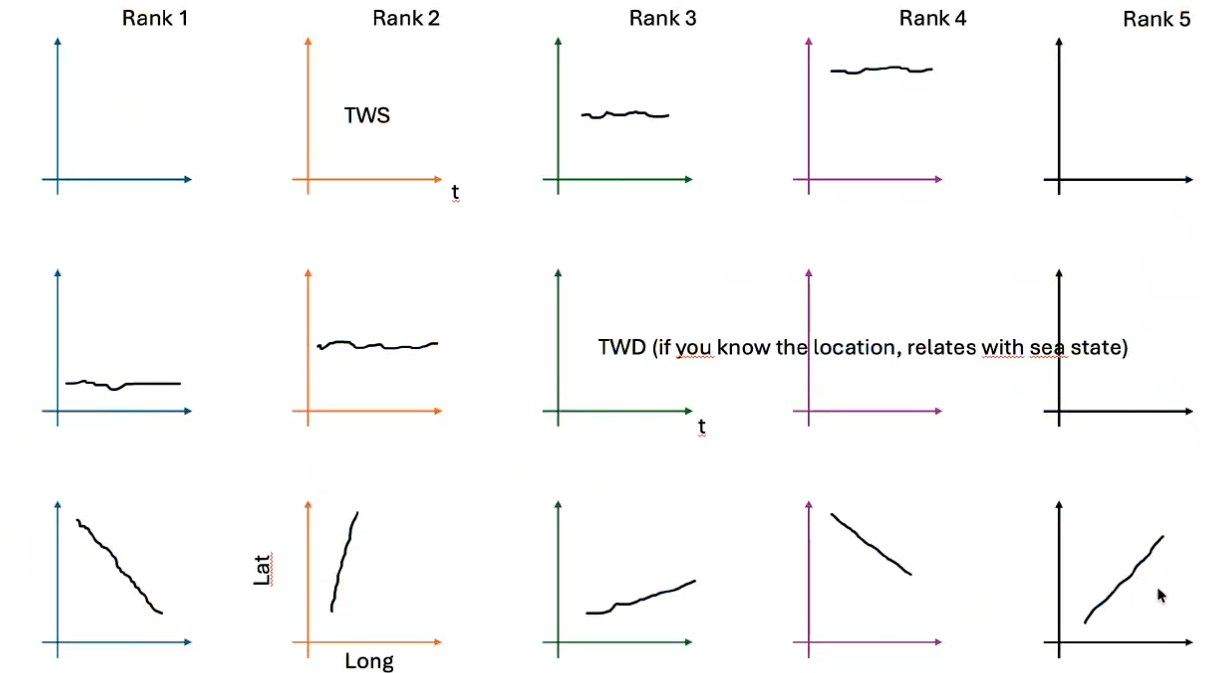 Rank 1
Rank 2
Rank 3
Rank 4
Rank 5
TWS
t
TWD (if you know the location, relates with sea state)
t
Lat
Long